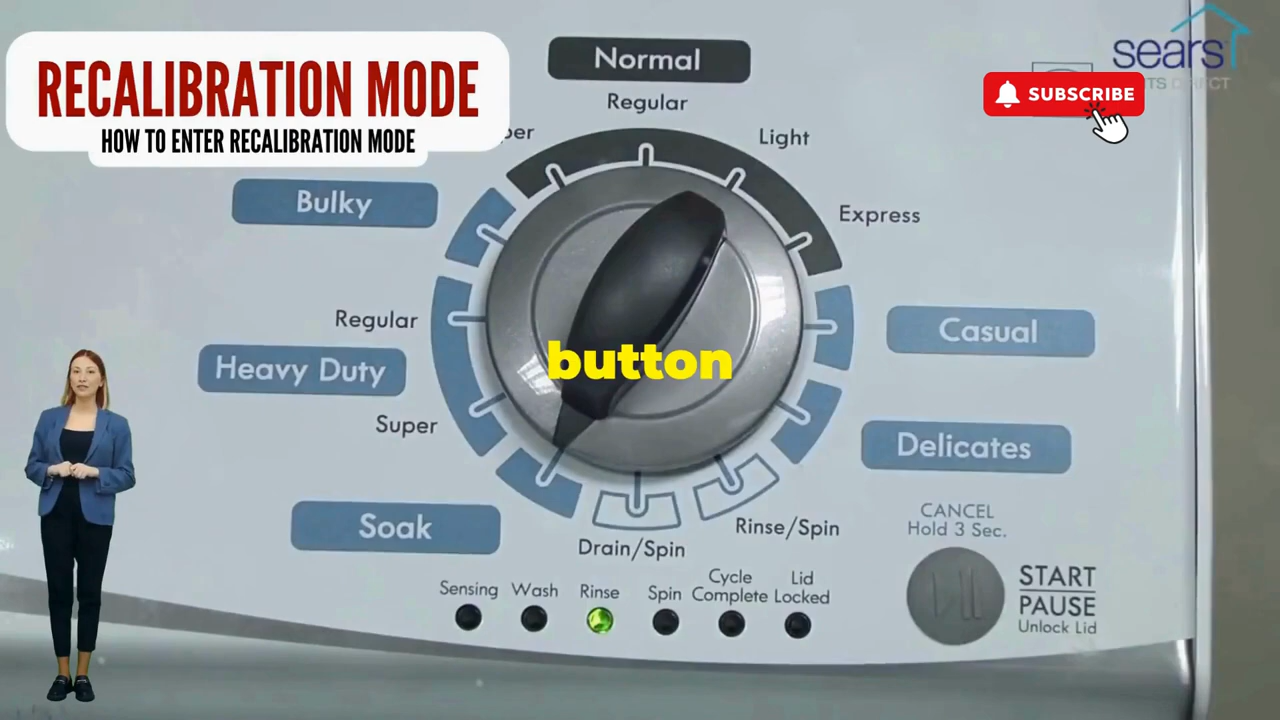 RECALIBRATION MODE
HOW TO ENTER RECALIBRATION MODE
sears
DIRECT
SUBSCRIBE
Normal
Regular
Light
Express
Bulky
Regular
Heavy Duty
Super
Casual
Delicates
button
Soak
Drain/Spin
Rinse/Spin
CANCEL
Hold 3 Sec.
START
PAUSE
Unlock Lid
Sensing
Wash
Rinse
Spin
Cycle
Complete
Lid
Locked